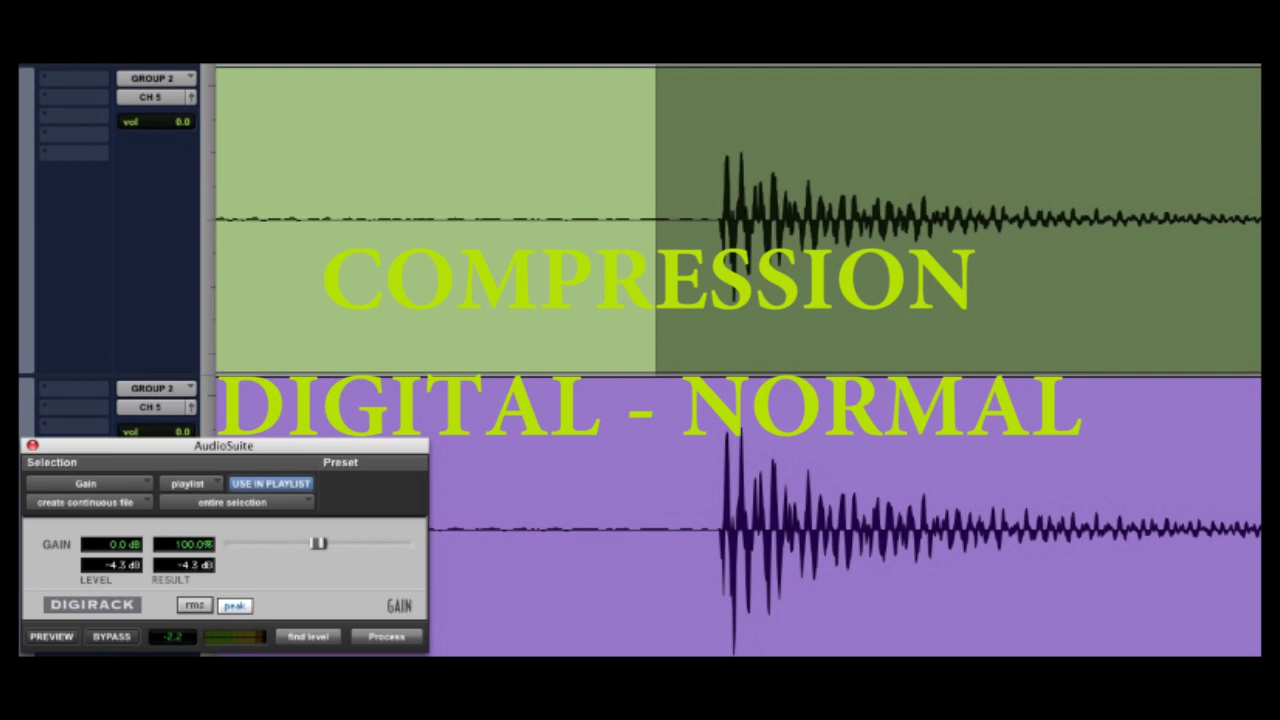 GROUP 2
CH 5
vol 0.0
COMPRESSION
DIGITAL - NORMAL
GROUP 2
CH 5
vol 0.0
AudioSuite
Selection Preset
Gain playlist USE IN PLAYLIST
create continuous file entire selection
GAIN 0.0 dB 100.0%
-4.3 dB -4.3 dB
LEVEL RESULT
DIGIRACK rms peak GAIN
PREVIEW BYPASS -2.2 find level Process